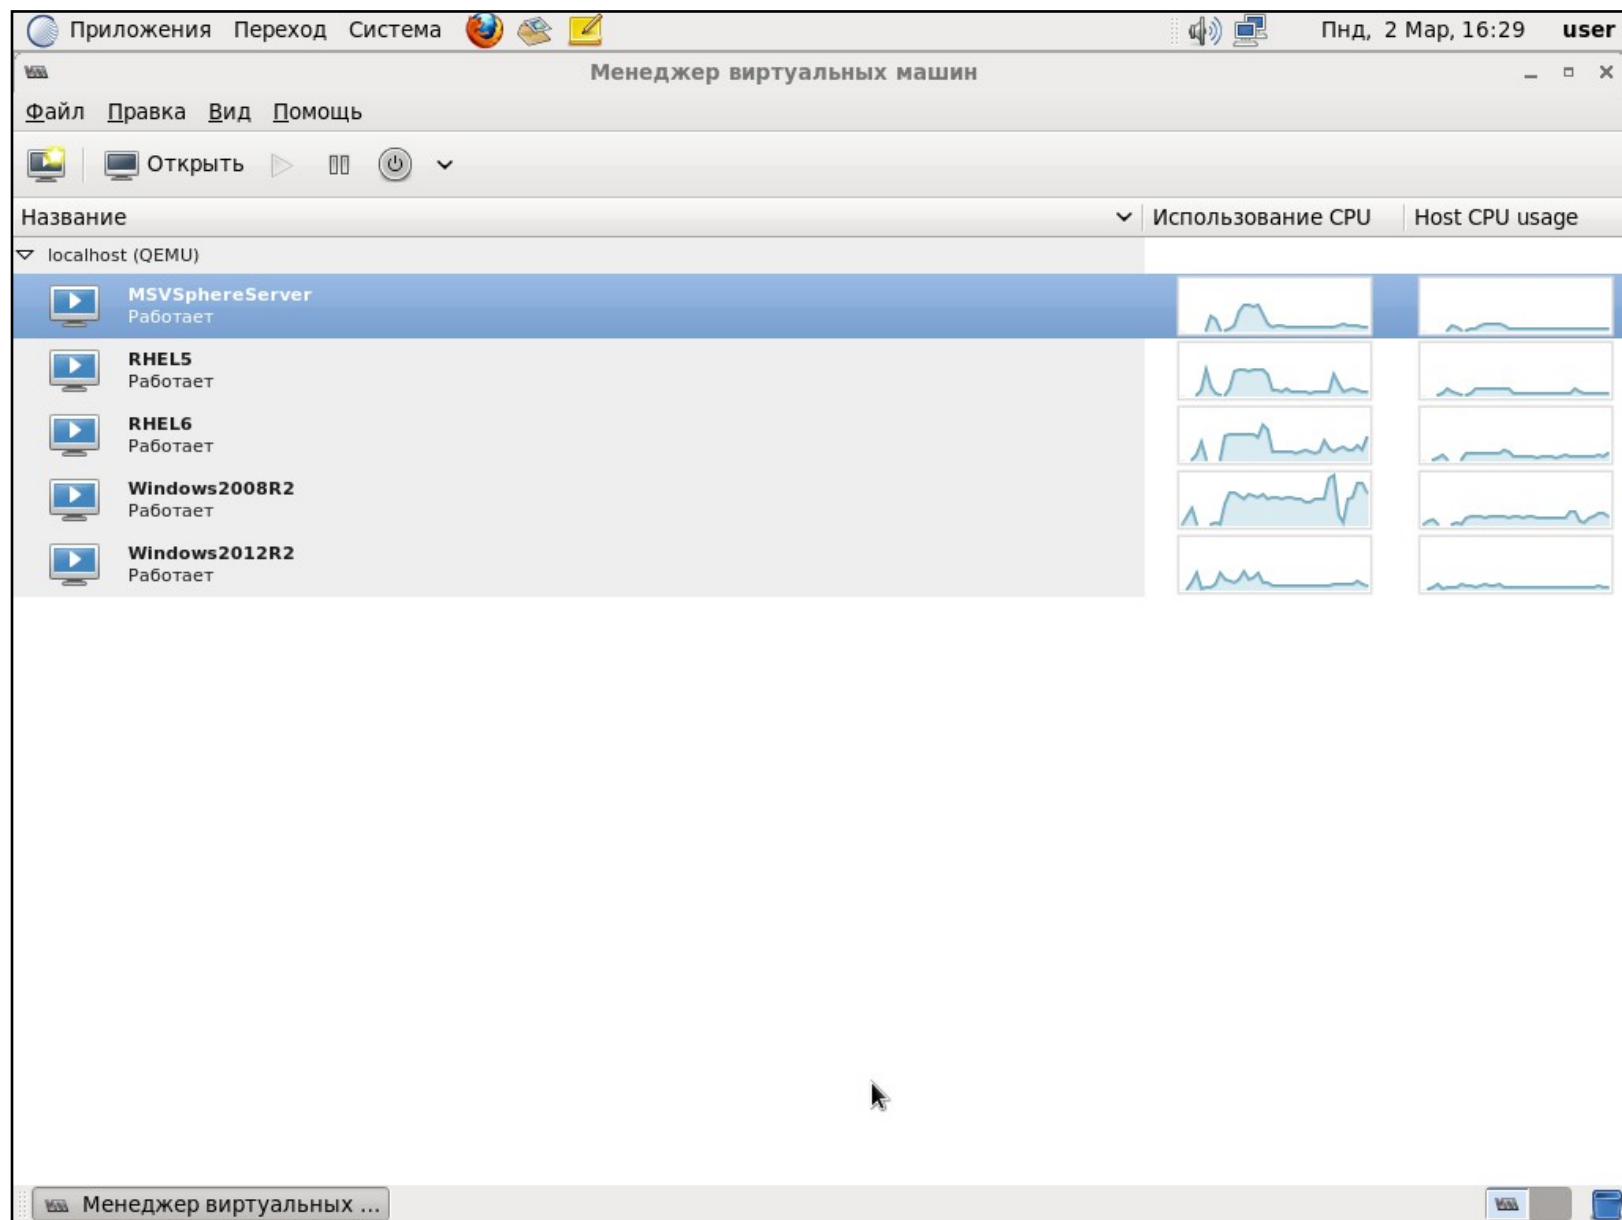 Приложения Переход Система Пнд, 2 Мар, 16:29 user
Менеджер виртуальных машин
Файл Правка Вид Помощь
Открыть
Название Использование CPU Host CPU usage
localhost (QEMU)
MSVSphereServer
Работает
RHEL5
Работает
RHEL6
Работает
Windows2008R2
Работает
Windows2012R2
Работает
Менеджер виртуальных ...